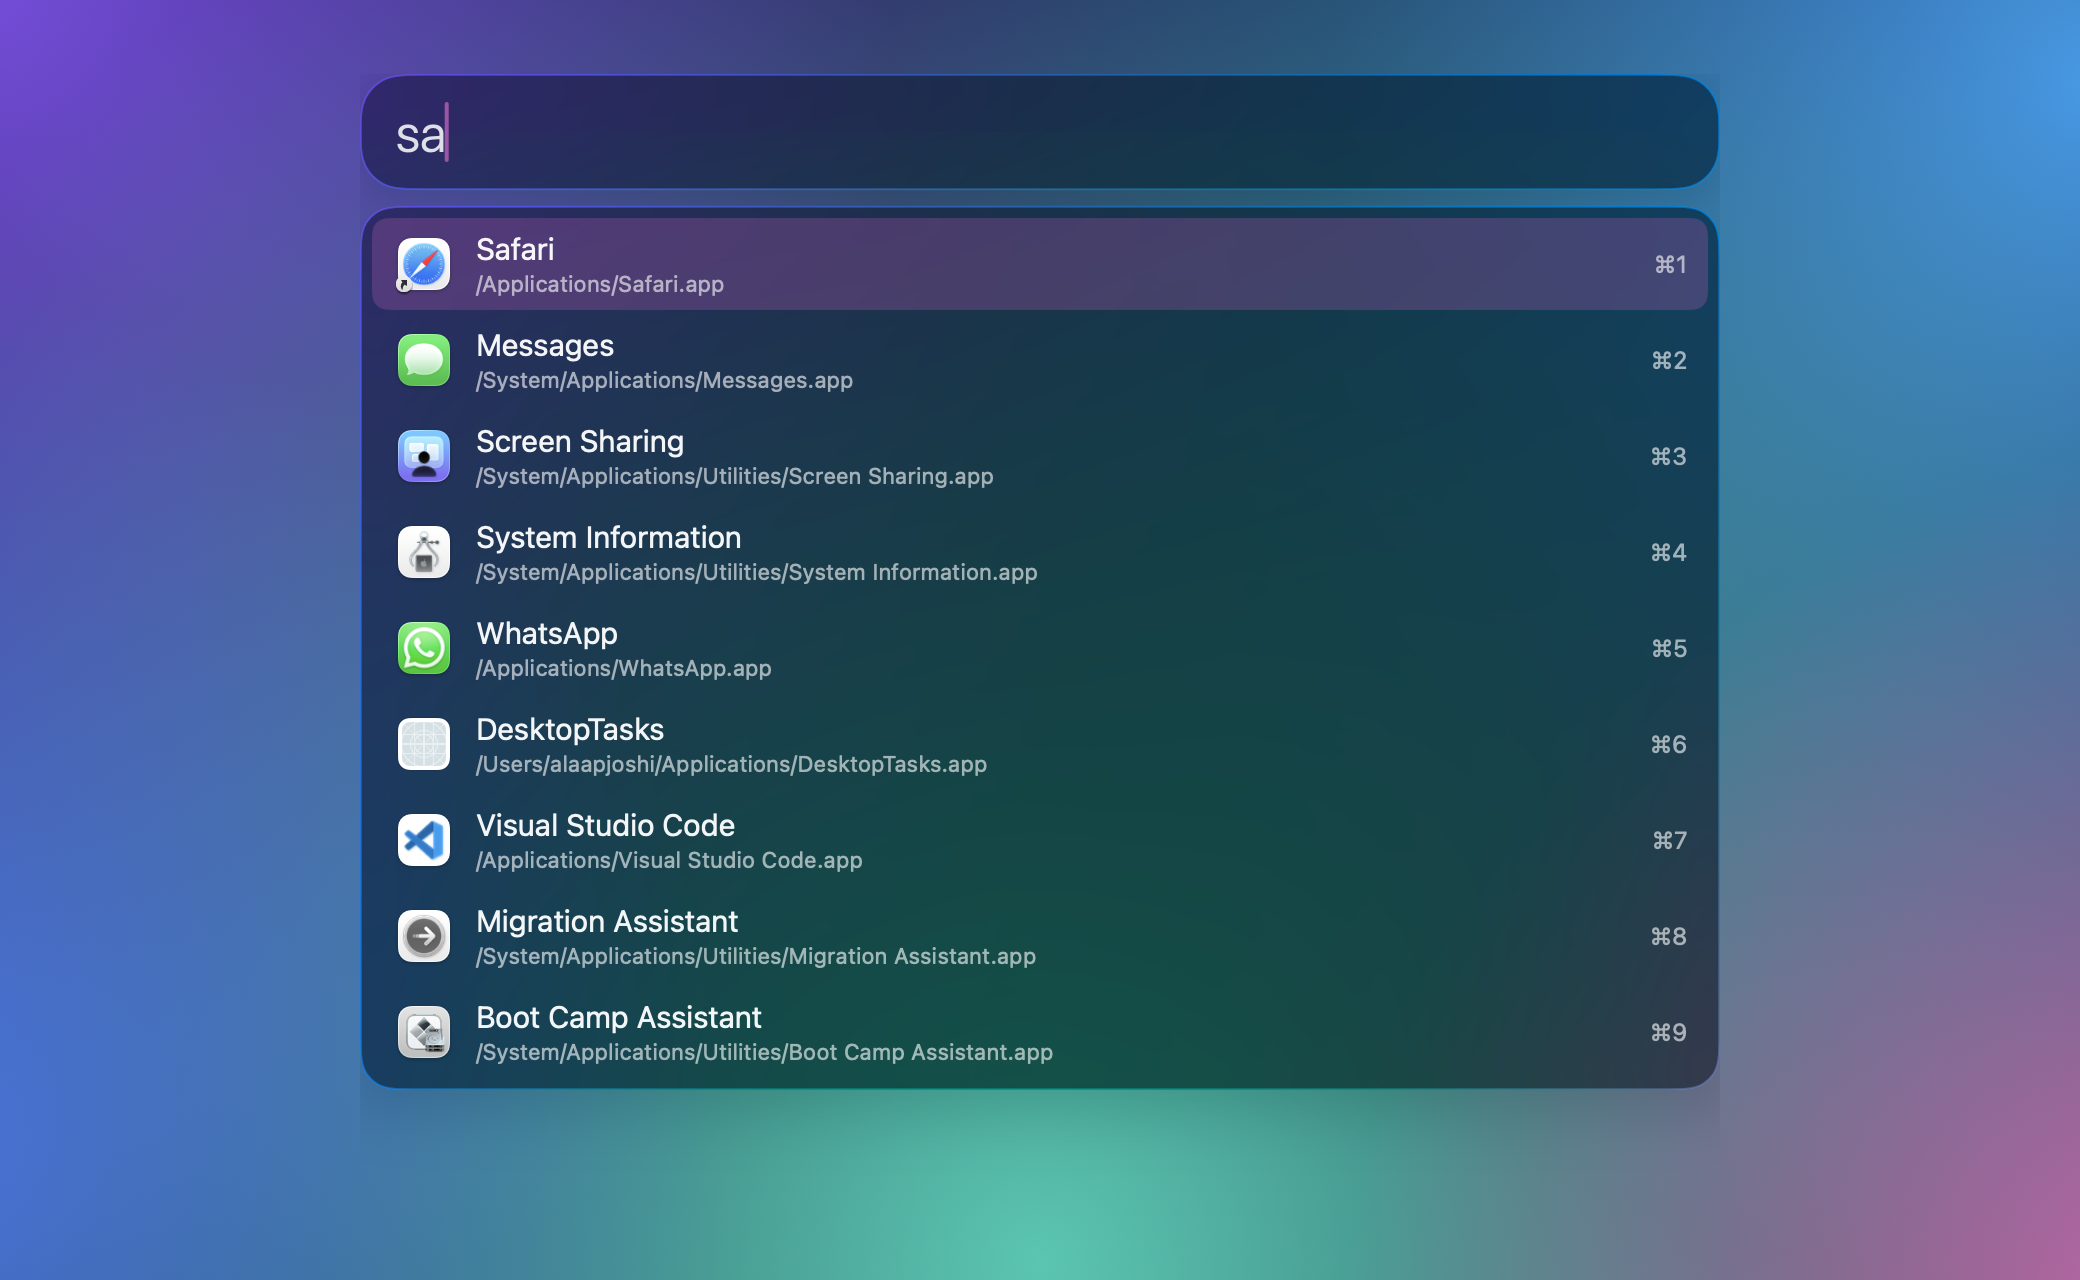 sa
Safari
/Applications/Safari.app
⌘1
Messages
/System/Applications/Messages.app
⌘2
Screen Sharing
/System/Applications/Utilities/Screen Sharing.app
⌘3
System Information
/System/Applications/Utilities/System Information.app
⌘4
WhatsApp
/Applications/WhatsApp.app
⌘5
DesktopTasks
/Users/alaapjoshi/Applications/DesktopTasks.app
⌘6
Visual Studio Code
/Applications/Visual Studio Code.app
⌘7
Migration Assistant
/System/Applications/Utilities/Migration Assistant.app
⌘8
Boot Camp Assistant
/System/Applications/Utilities/Boot Camp Assistant.app
⌘9